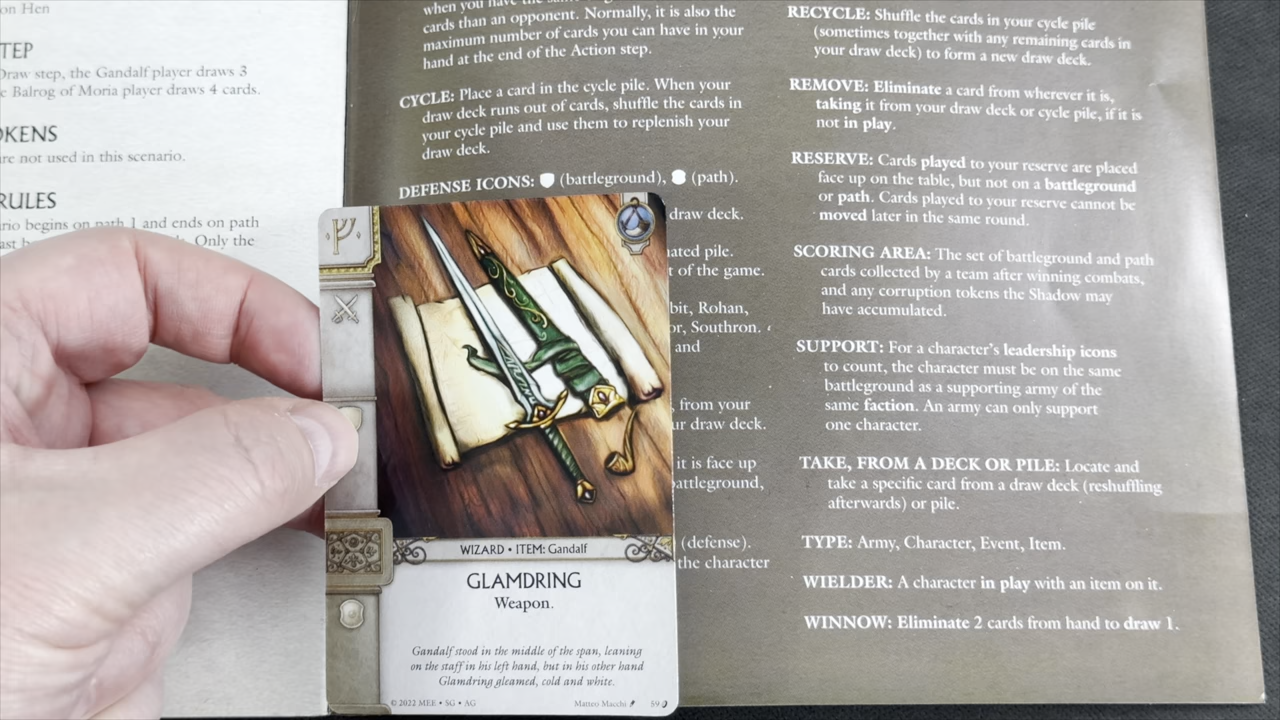 on Hen
TEP
Draw step, the Gandalf player draws 3
e Balrog of Moria player draws 4 cards.
OKENS
are not used in this scenario.
RULES
rio begins on path 1 and ends on path
Only the
cards than an opponent. Normally, it is also the
maximum number of cards you can have in your
hand at the end of the Action step.
CYCLE: Place a card in the cycle pile. When your
draw deck runs out of cards, shuffle the cards in
your cycle pile and use them to replenish your
draw deck.
DEFENSE ICONS: (battleground), (path).
draw deck.
nated pile.
t of the game.
bit, Rohan,
or, Southron.
and
, from your
ur draw deck.
it is face up
attleground,
(defense).
the character
RECYCLE: Shuffle the cards in your cycle pile
(sometimes together with any remaining cards in
your draw deck) to form a new draw deck.
REMOVE: Eliminate a card from wherever it is,
taking it from your draw deck or cycle pile, if it is
not in play.
RESERVE: Cards played to your reserve are placed
face up on the table, but not on a battleground
or path. Cards played to your reserve cannot be
moved later in the same round.
SCORING AREA: The set of battleground and path
cards collected by a team after winning combats,
and any corruption tokens the Shadow may
have accumulated.
SUPPORT: For a character's leadership icons
to count, the character must be on the same
battleground as a supporting army of the
same faction. An army can only support
one character.
TAKE, FROM A DECK OR PILE: Locate and
take a specific card from a draw deck (reshuffling
afterwards) or pile.
TYPE: Army, Character, Event, Item.
WIELDER: A character in play with an item on it.
WINNOW: Eliminate 2 cards from hand to draw 1.
WIZARD • ITEM: Gandalf
GLAMDRING
Weapon.
Gandalf stood in the middle of the span, leaning
on the staff in his left hand, but in his other hand
Glamdring gleamed, cold and white.
© 2022 MEE • SG • AG Matteo Macchi 59